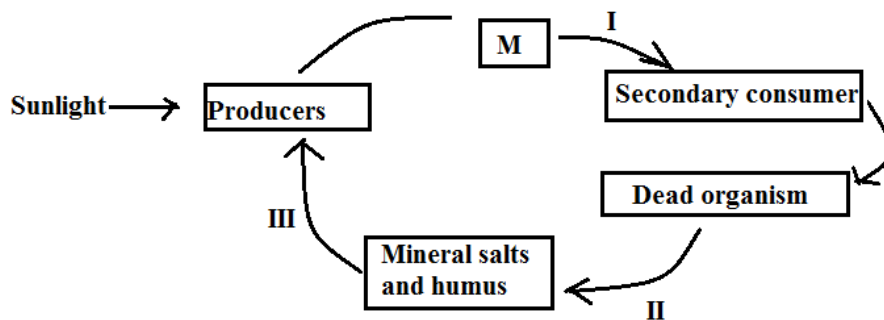 I
M
Secondary consumer
Sunlight
Producers
Dead organism
III
Mineral salts
and humus
II